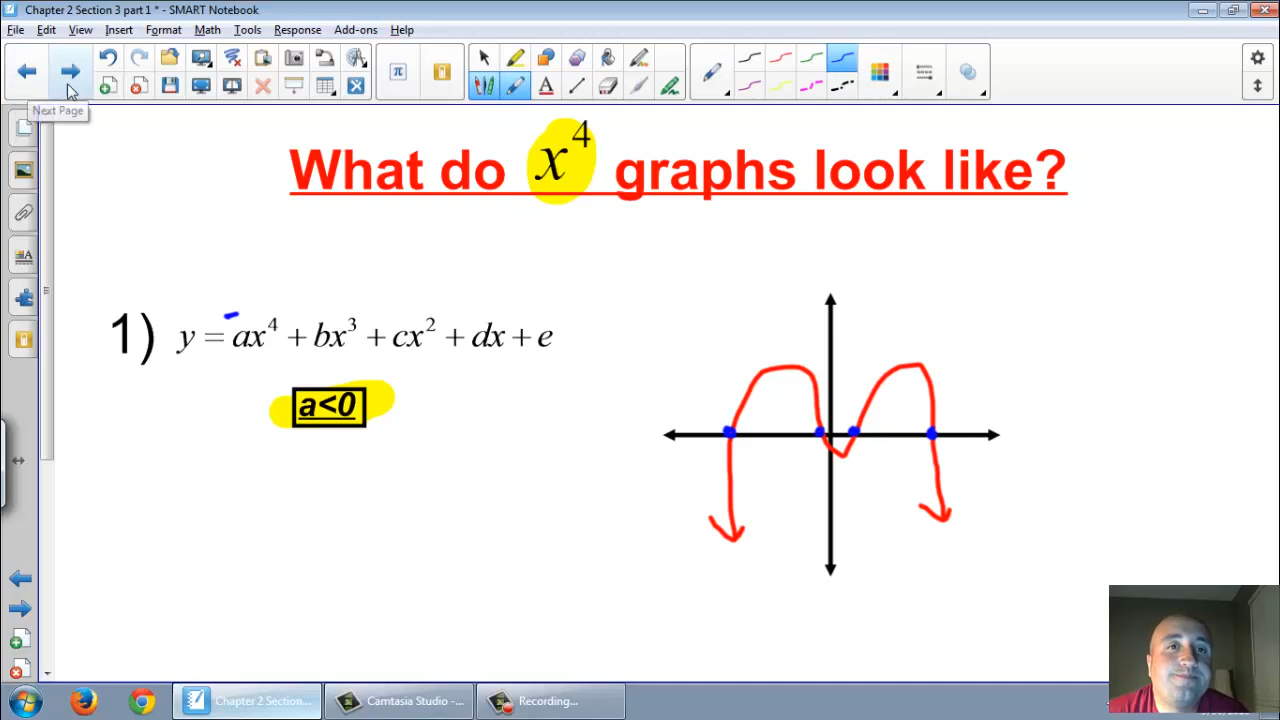 Chapter 2 Section 3 part 1 * - SMART Notebook
File Edit View Insert Format Math Tools Response Add-ons Help
π
A
Next Page
What do x⁴ graphs look like?
1) y = ax⁴ + bx³ + cx² + dx + e
a<0
Chapter 2 Section... Camtasia Studio -... Recording...